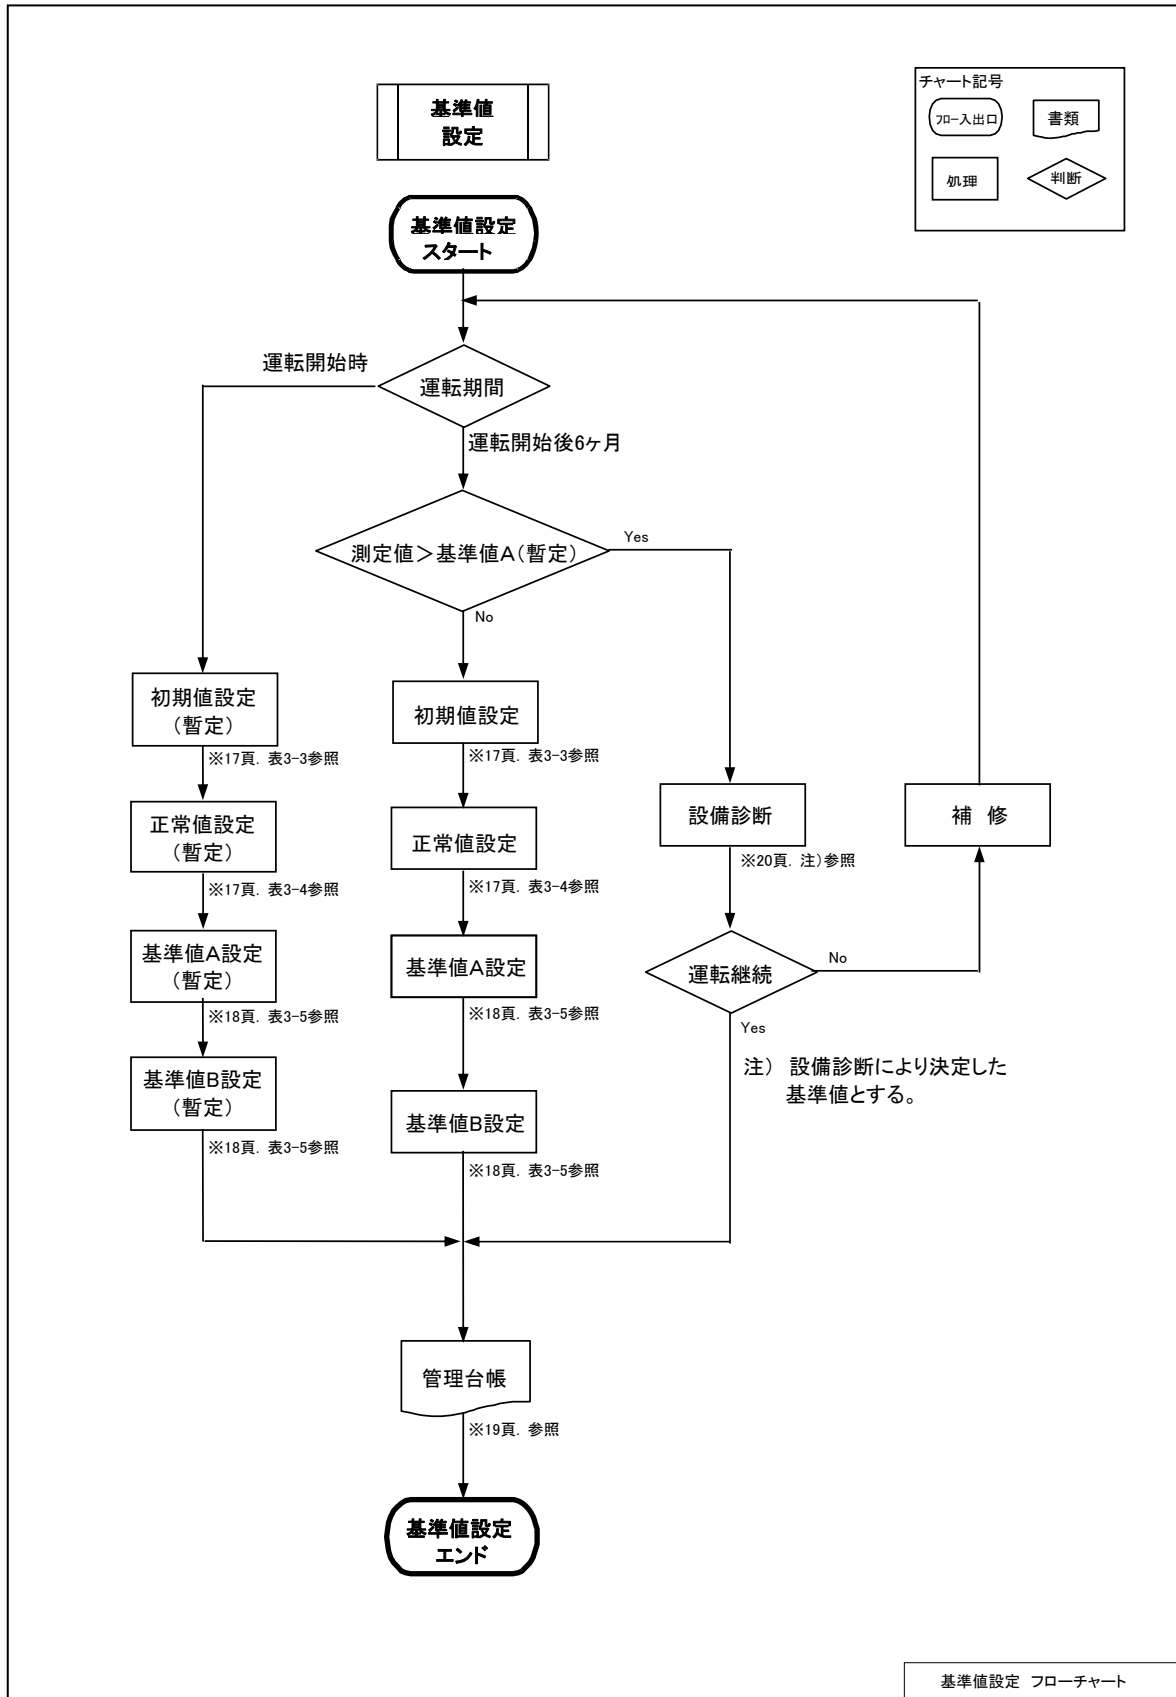 基準値
設定
チャート記号
フロー入出口
書類
処理
判断
基準値設定
スタート
運転開始時
運転期間
運転開始後6ヶ月
測定値＞基準値A（暫定）
Yes
No
初期値設定
（暫定）
※17頁．表3-3参照
初期値設定
※17頁．表3-3参照
正常値設定
（暫定）
※17頁．表3-4参照
正常値設定
※17頁．表3-4参照
設備診断
※20頁．注）参照
補　修
基準値A設定
（暫定）
※18頁．表3-5参照
基準値A設定
※18頁．表3-5参照
運転継続
No
Yes
注）　設備診断により決定した
基準値とする。
基準値B設定
（暫定）
※18頁．表3-5参照
基準値B設定
※18頁．表3-5参照
管理台帳
※19頁．参照
基準値設定
エンド
基準値設定　フローチャート